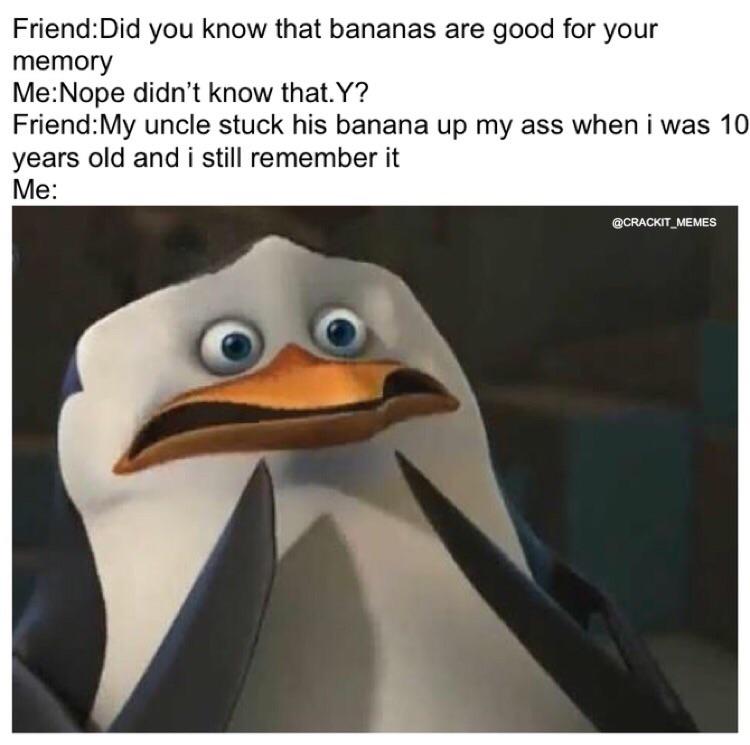 Friend:Did you know that bananas are good for your
memory
Me:Nope didn’t know that.Y?
Friend:My uncle stuck his banana up my ass when i was 10
years old and i still remember it
Me:
@CRACKIT_MEMES